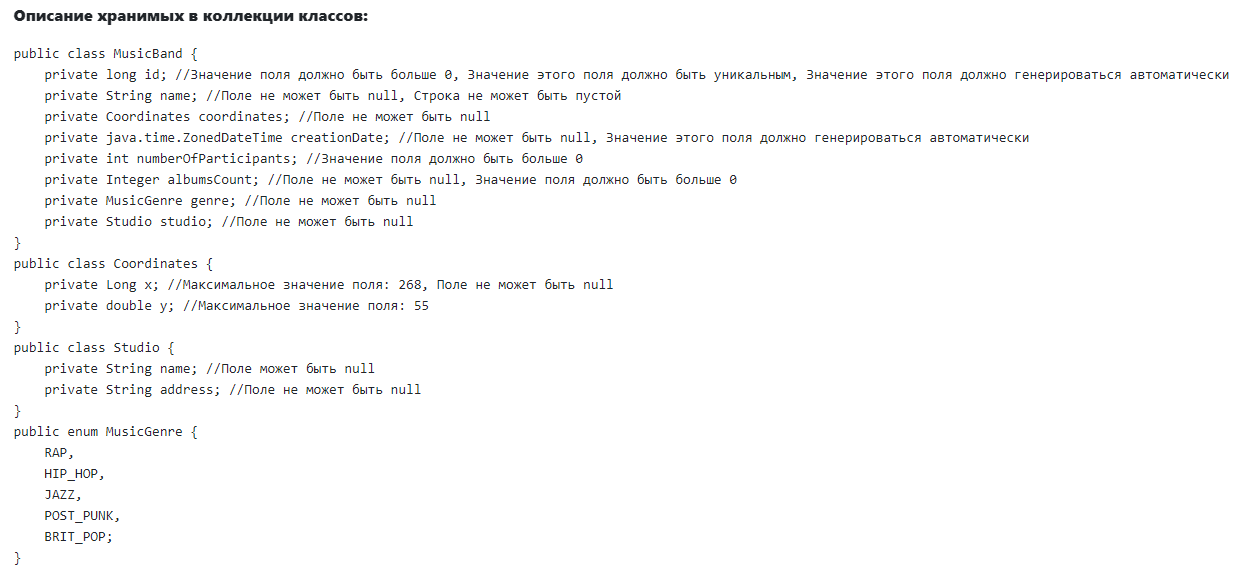 Описание хранимых в коллекции классов:
public class MusicBand {
    private long id; //Значение поля должно быть больше 0, Значение этого поля должно быть уникальным, Значение этого поля должно генерироваться автоматически
    private String name; //Поле не может быть null, Строка не может быть пустой
    private Coordinates coordinates; //Поле не может быть null
    private java.time.ZonedDateTime creationDate; //Поле не может быть null, Значение этого поля должно генерироваться автоматически
    private int numberOfParticipants; //Значение поля должно быть больше 0
    private Integer albumsCount; //Поле не может быть null, Значение поля должно быть больше 0
    private MusicGenre genre; //Поле не может быть null
    private Studio studio; //Поле не может быть null
}
public class Coordinates {
    private Long x; //Максимальное значение поля: 268, Поле не может быть null
    private double y; //Максимальное значение поля: 55
}
public class Studio {
    private String name; //Поле может быть null
    private String address; //Поле не может быть null
}
public enum MusicGenre {
    RAP,
    HIP_HOP,
    JAZZ,
    POST_PUNK,
    BRIT_POP;
}